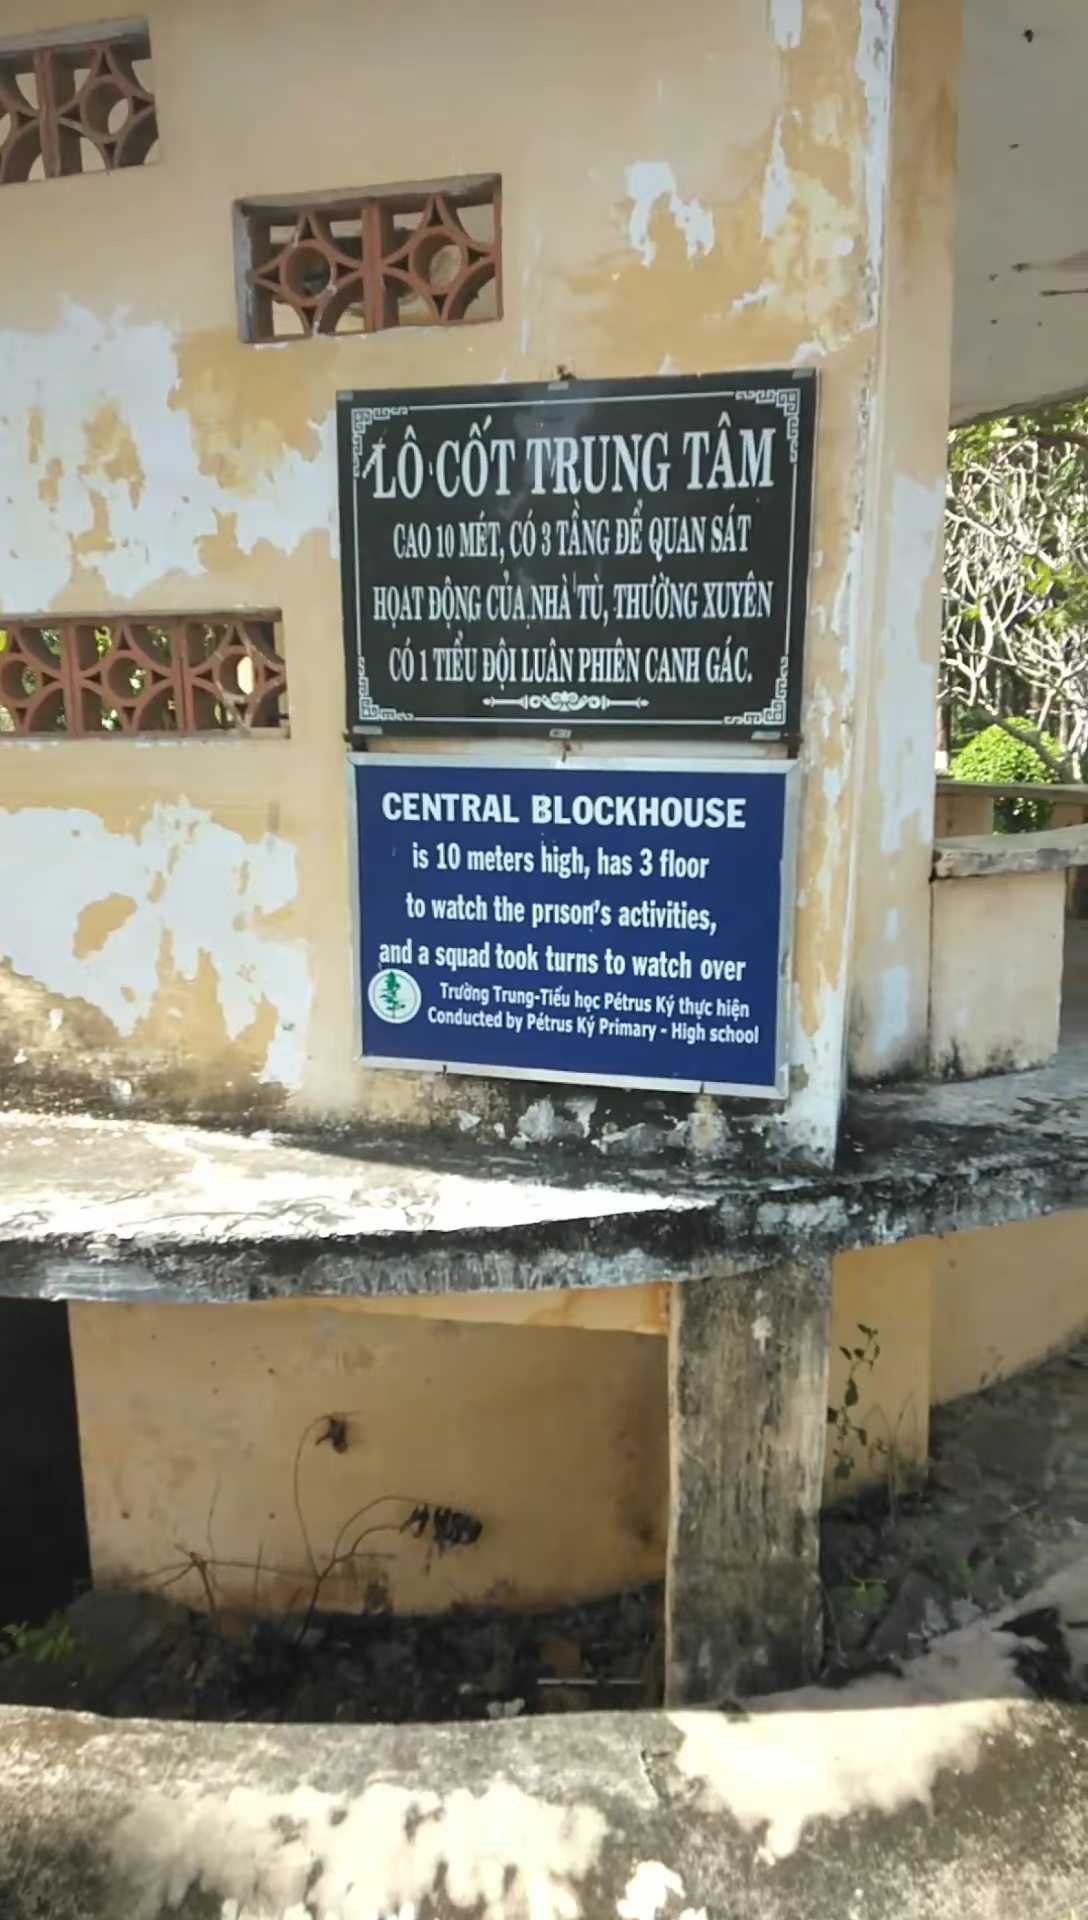 LÔ CỐT TRUNG TÂM
CAO 10 MÉT, CÓ 3 TẦNG ĐỂ QUAN SÁT
HOẠT ĐỘNG CỦA NHÀ TÙ, THƯỜNG XUYÊN
CÓ 1 TIỂU ĐỘI LUÂN PHIÊN CANH GÁC.
CENTRAL BLOCKHOUSE
is 10 meters high, has 3 floor
to watch the prison's activities,
and a squad took turns to watch over
Trường Trung-Tiểu học Pétrus Ký thực hiện
Conducted by Pétrus Ký Primary - High school